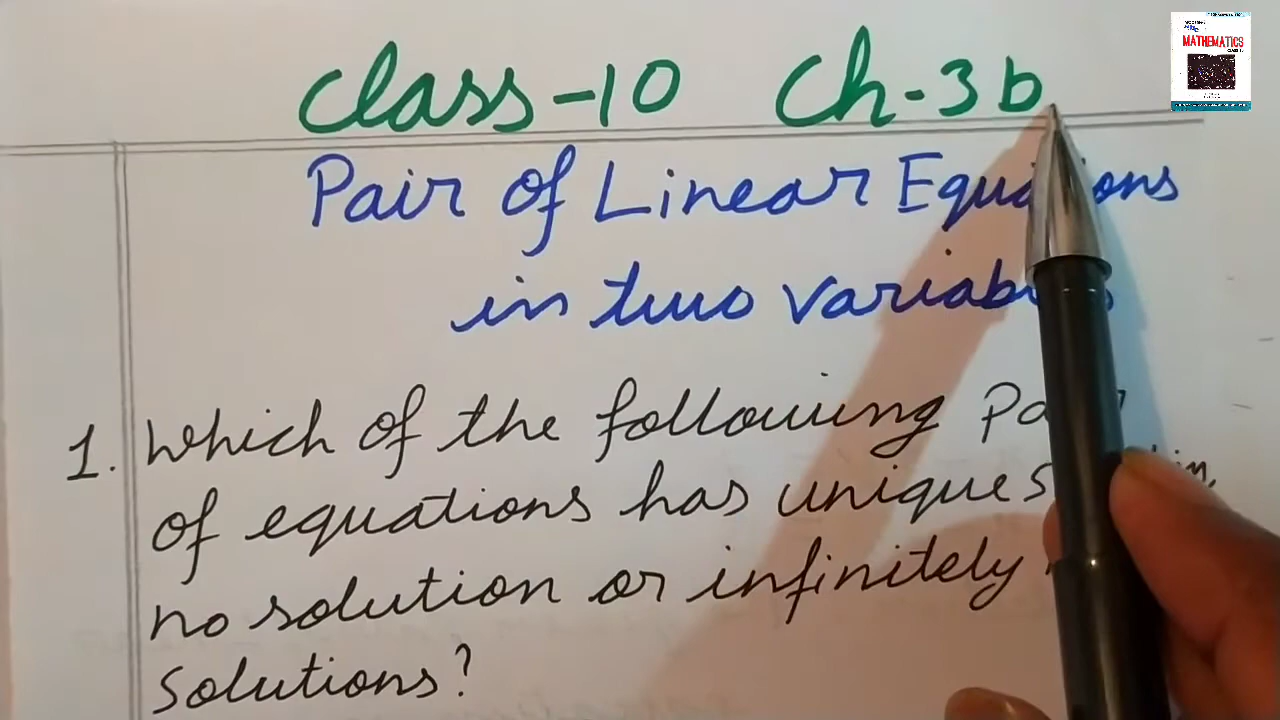 Class-10 Ch-3b
Pair of Linear Equations
in two
1. Which of the following
of equations has unique
no solution or infinitely
solutions?
MATHEMATICS